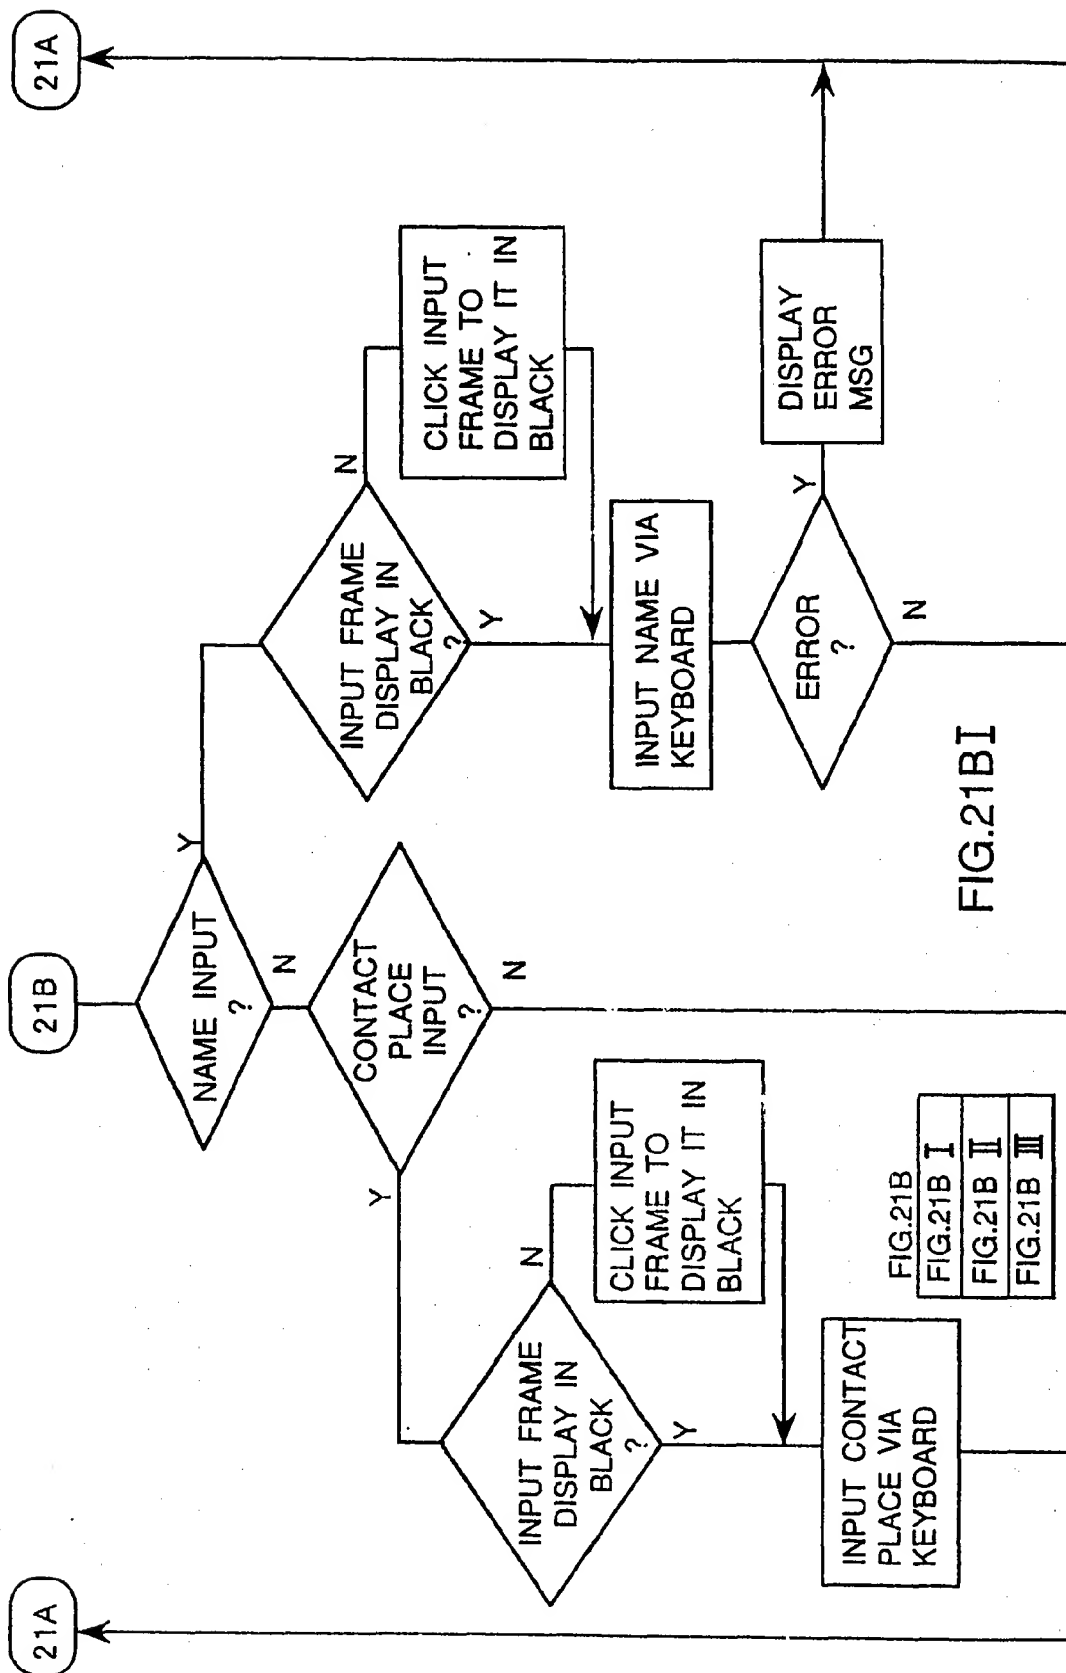 21A
21B
21A
NAME INPUT
?
Y
N
CONTACT
PLACE
INPUT
?
Y
N
INPUT FRAME
DISPLAY IN
BLACK
?
N
Y
CLICK INPUT
FRAME TO
DISPLAY IT IN
BLACK
INPUT NAME VIA
KEYBOARD
ERROR
?
Y
N
DISPLAY
ERROR
MSG
INPUT FRAME
DISPLAY IN
BLACK
?
N
Y
CLICK INPUT
FRAME TO
DISPLAY IT IN
BLACK
INPUT CONTACT
PLACE VIA
KEYBOARD
FIG.21B
FIG.21B I
FIG.21B II
FIG.21B III
FIG.21B I